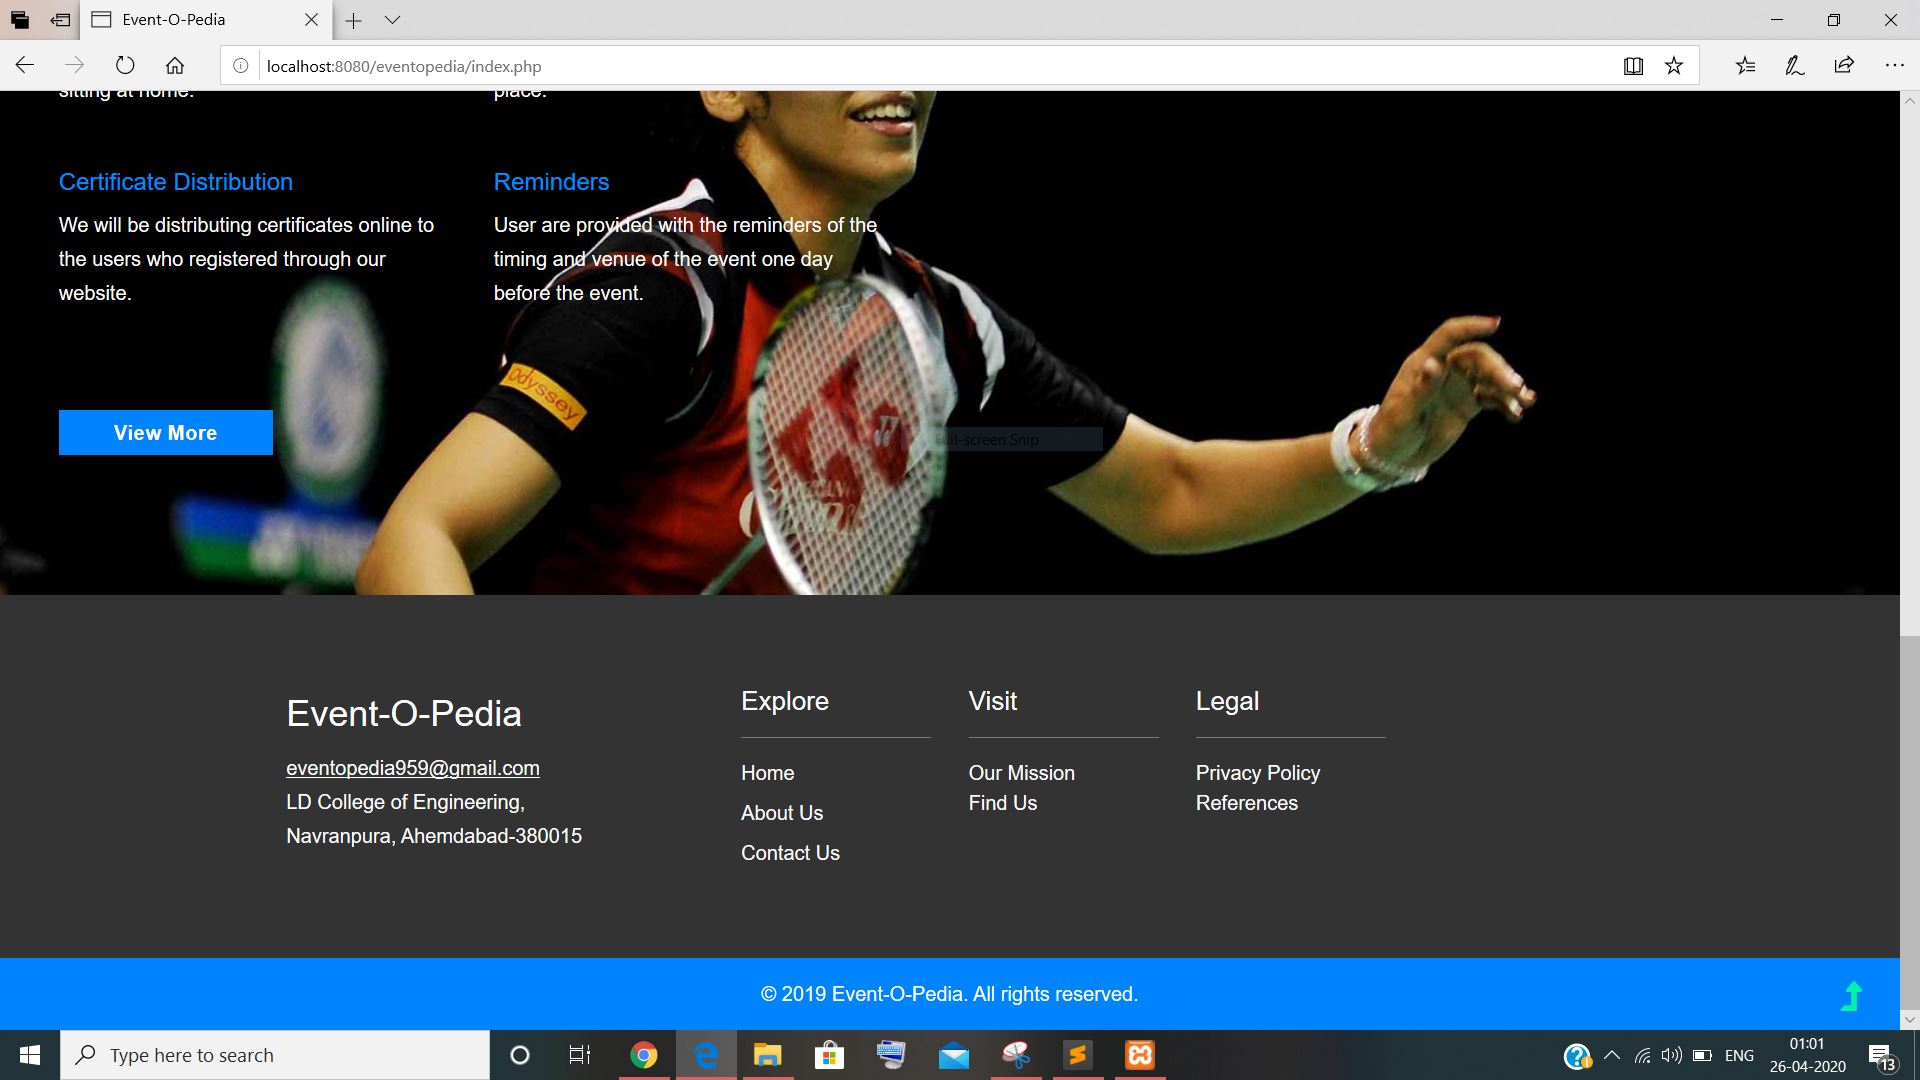 Event-O-Pedia
localhost:8080/eventopedia/index.php
sitting at home.
place.
Certificate Distribution
We will be distributing certificates online to
the users who registered through our
website.
Reminders
User are provided with the reminders of the
timing and venue of the event one day
before the event.
Odyssey
View More
Full-screen Snip
Event-O-Pedia
eventopedia959@gmail.com
LD College of Engineering,
Navranpura, Ahemdabad-380015
Explore
Home
About Us
Contact Us
Visit
Our Mission
Find Us
Legal
Privacy Policy
References
© 2019 Event-O-Pedia. All rights reserved.
Type here to search
ENG
01:01
26-04-2020
13